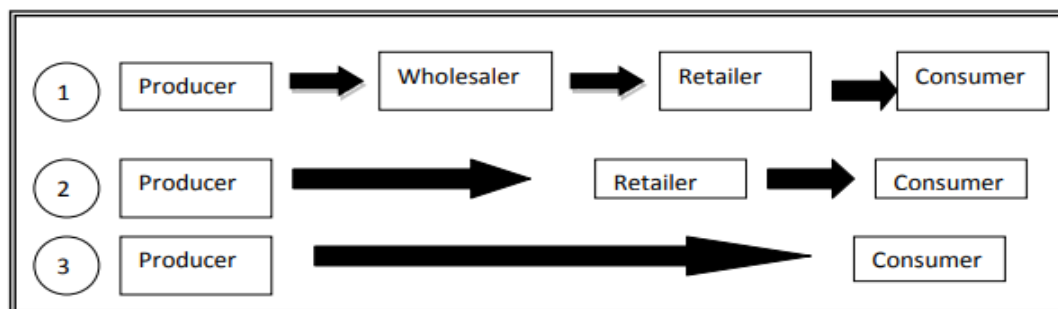 1 Producer Wholesaler Retailer Consumer
2 Producer Retailer Consumer
3 Producer Consumer